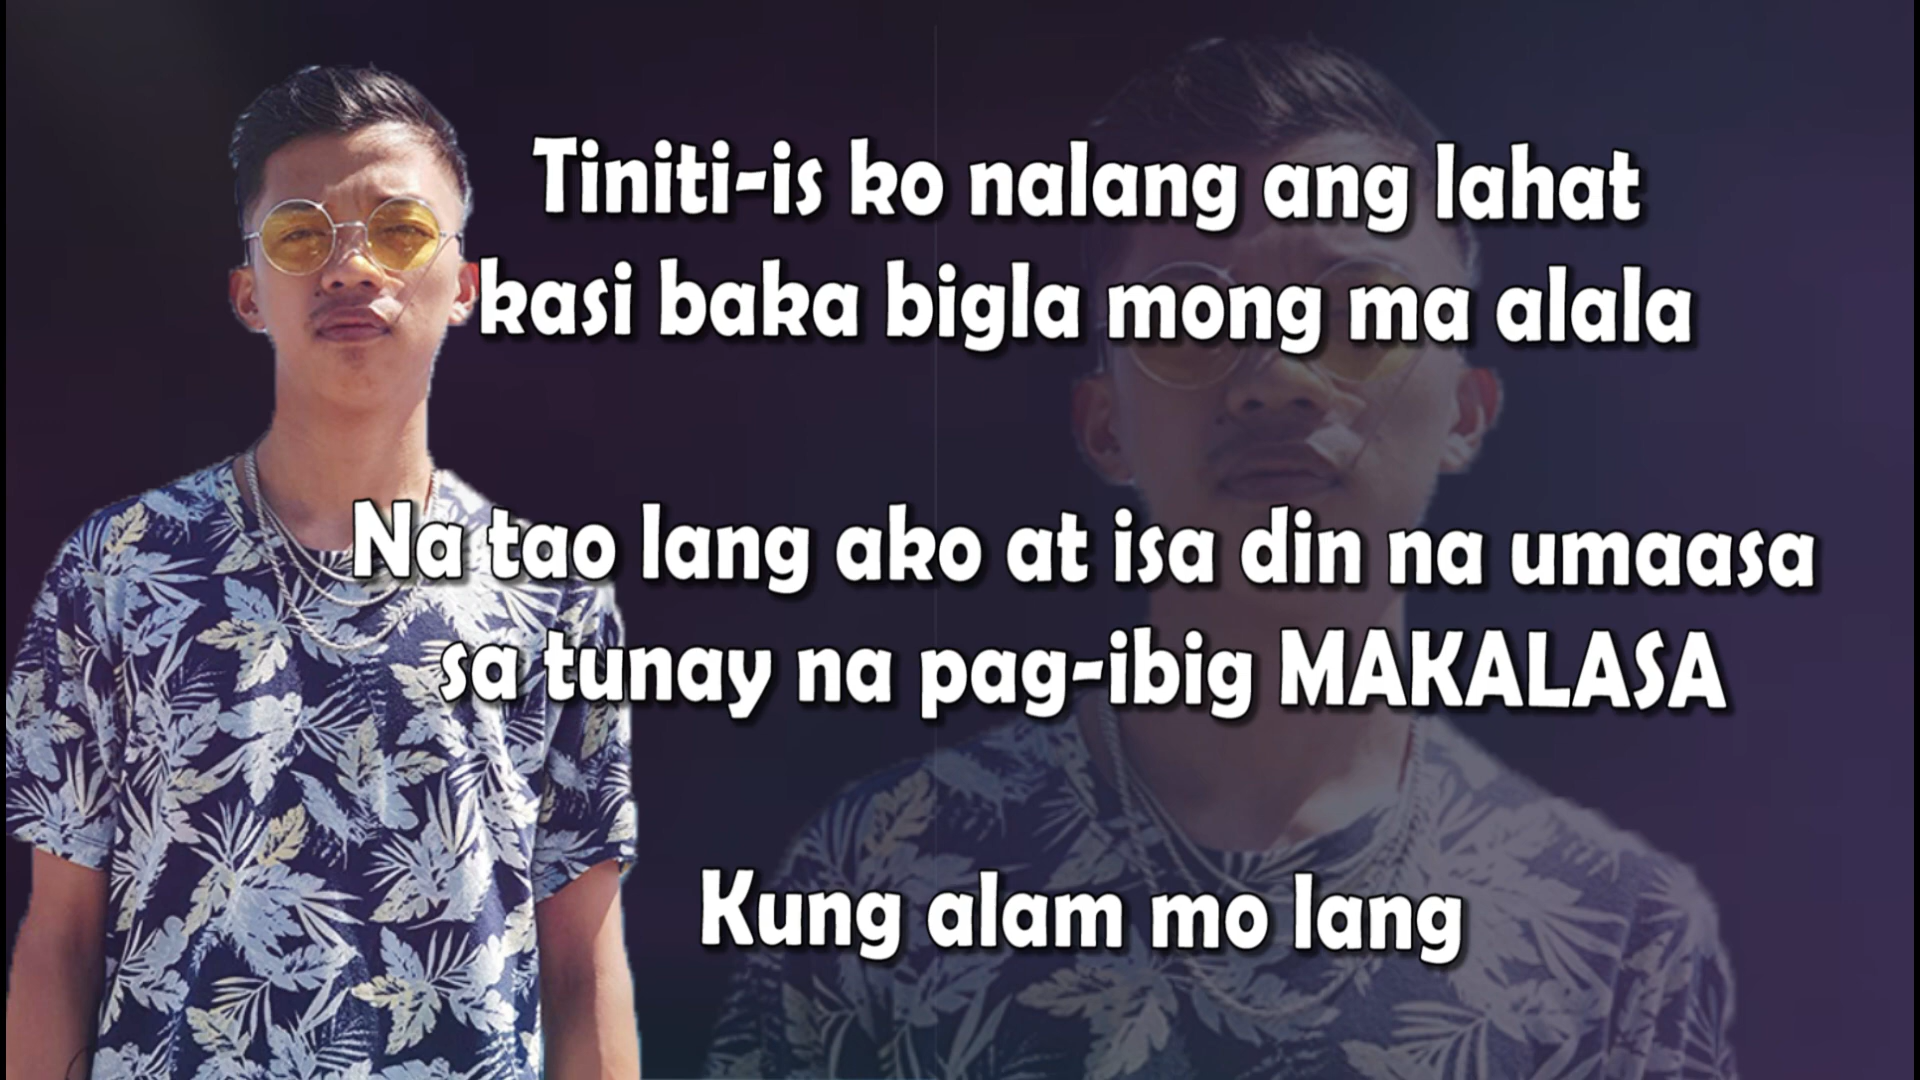 Tiniti-is ko nalang ang lahat
kasi baka bigla mong ma alala
Na tao lang ako at isa din na umaasa
sa tunay na pag-ibig MAKALASA
Kung alam mo lang